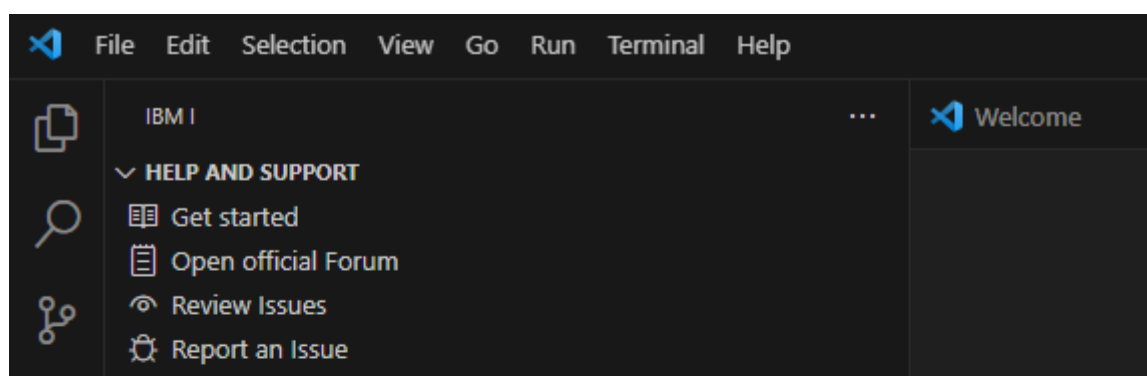 File Edit Selection View Go Run Terminal Help
IBM I
Welcome
HELP AND SUPPORT
Get started
Open official Forum
Review Issues
Report an Issue